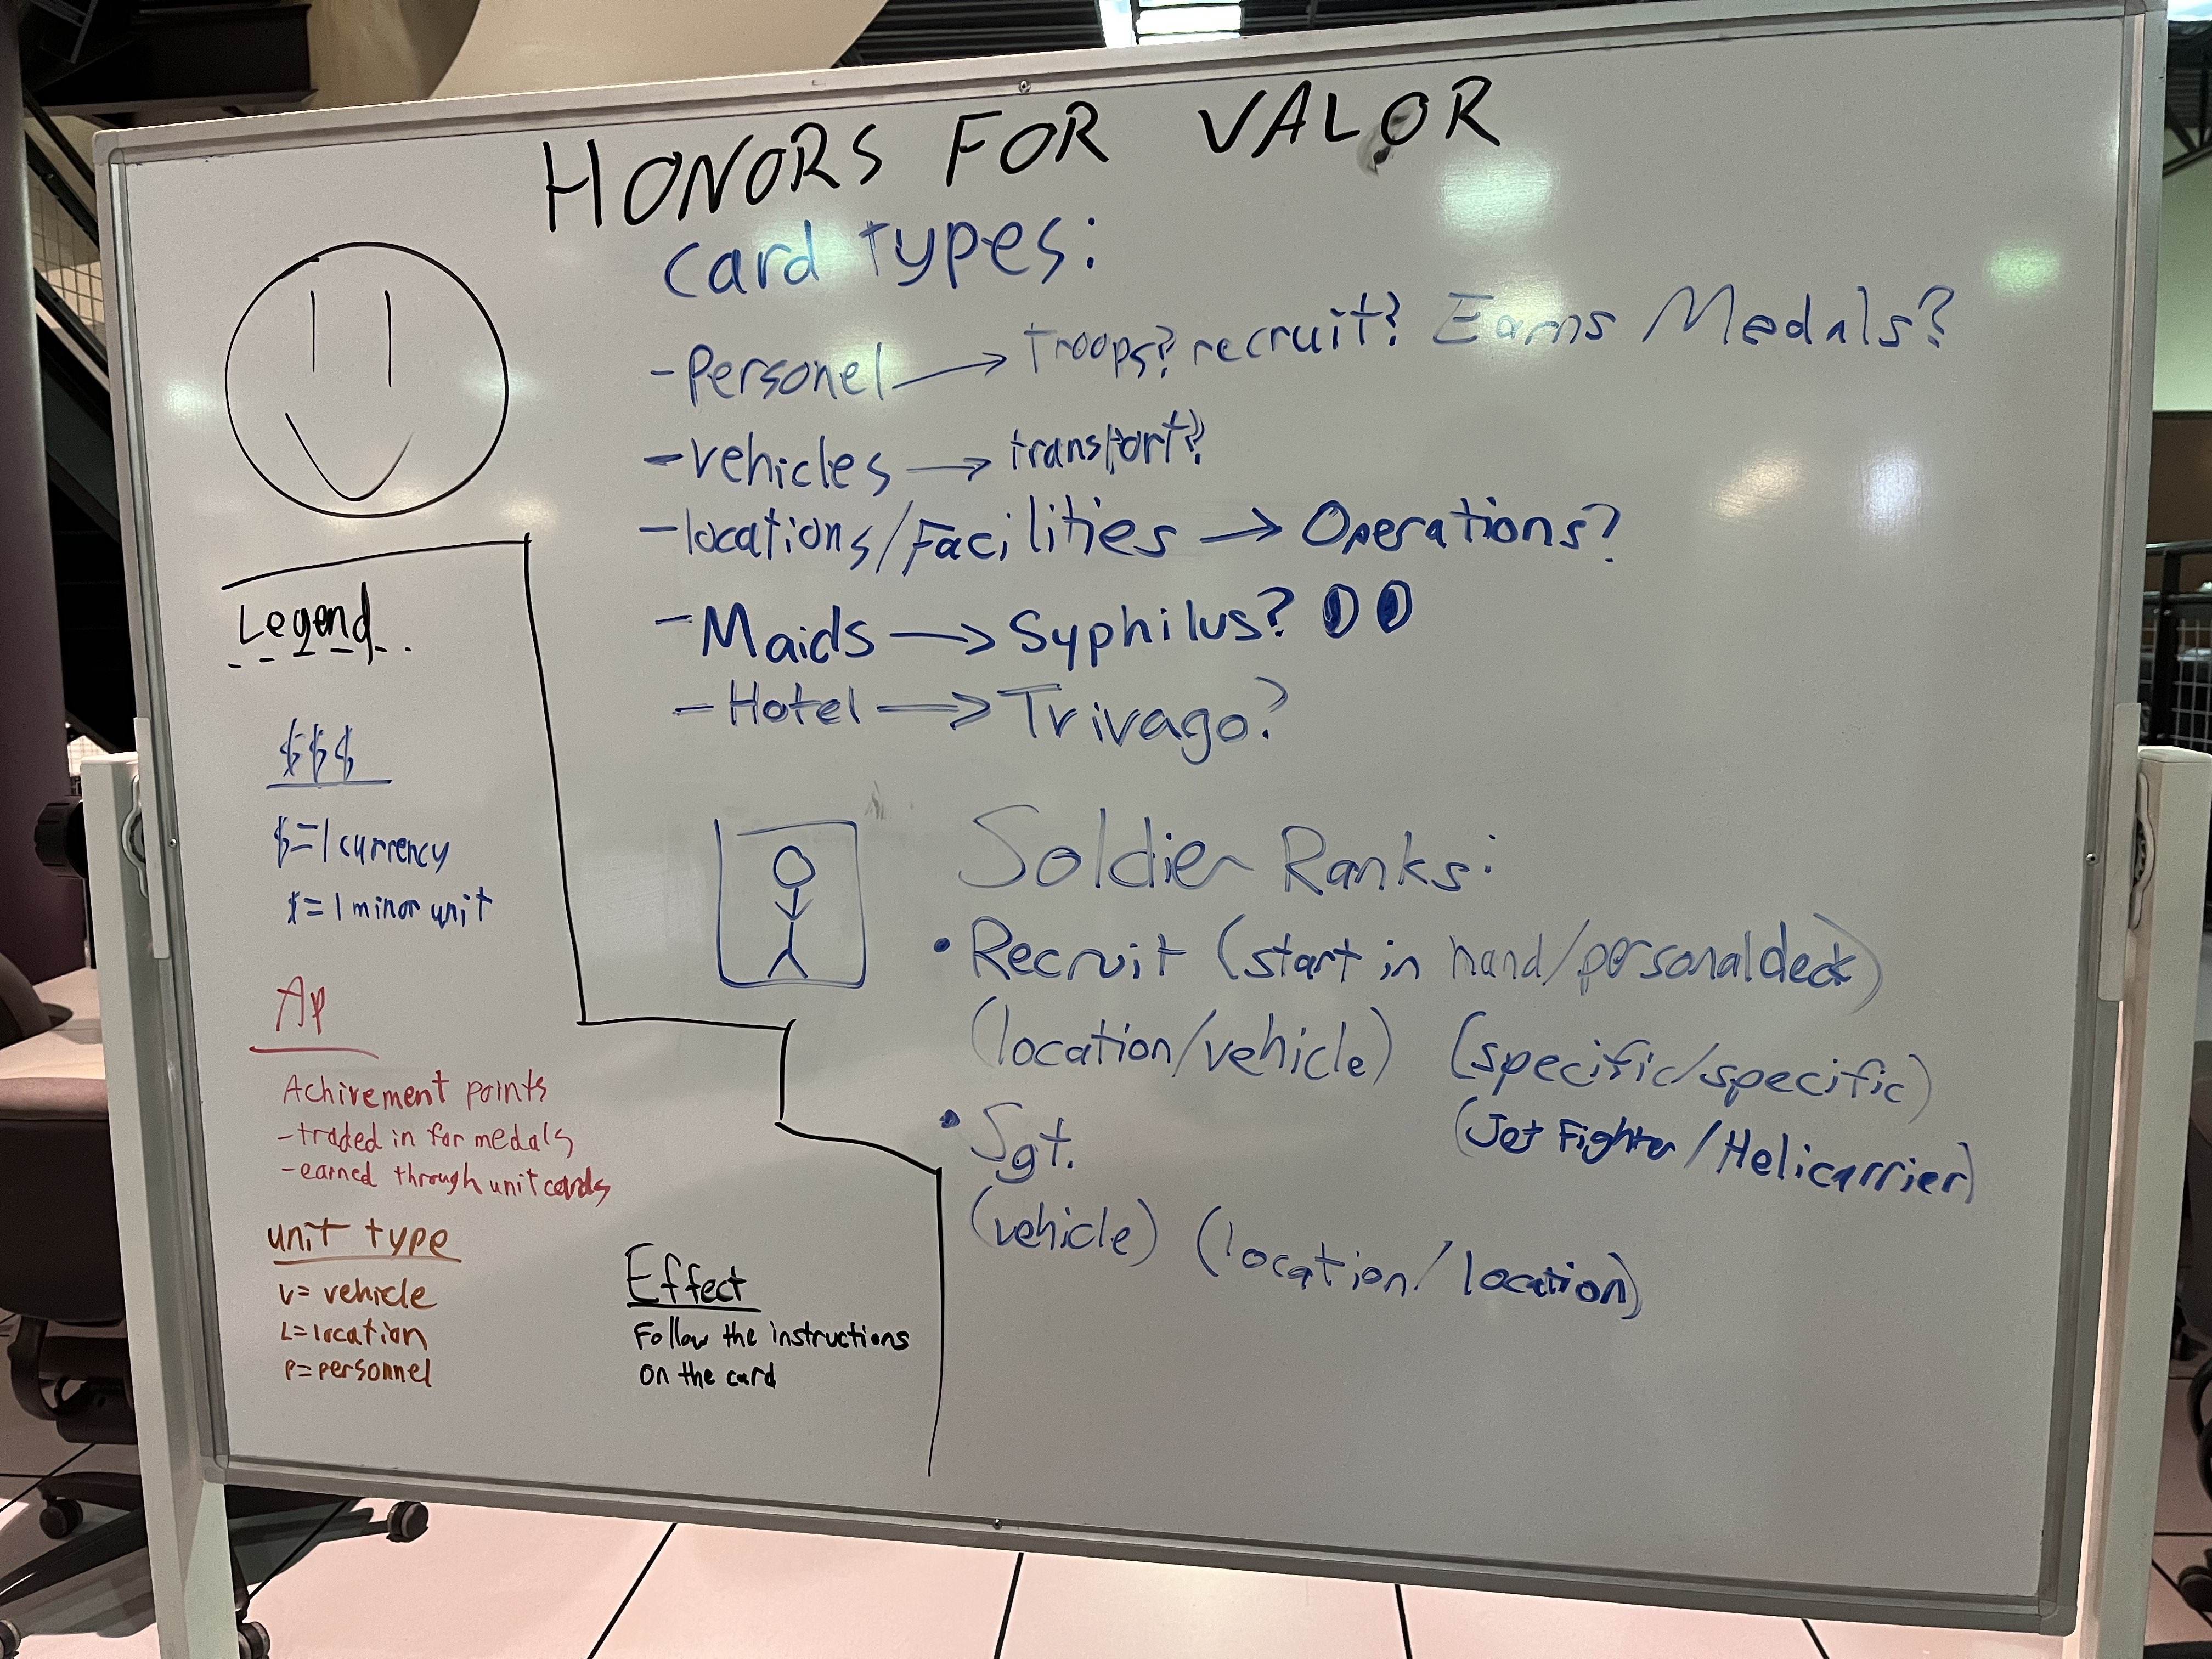 HONORS FOR VALOR
Card Types:
-Personel → Troops? recruit? Earns Medals?
-vehicles → transport?
-locations/Facilities → Operations?
-Maids → Syphilus?
-Hotel → Trivago?
Legend
$$$
$=1 currency
$=1 minor unit
AP
Achirement points
-traded in for medals
-earned through unit cards
unit type
V= vehicle
L=location
P=personnel
Effect
Follow the instructions
on the card
Soldier Ranks:
• Recruit (start in hand/personal deck)
(location/vehicle) (specific/specific)
(Jet Fighter/Helicarrier)
• Sgt.
(vehicle) (location/location)